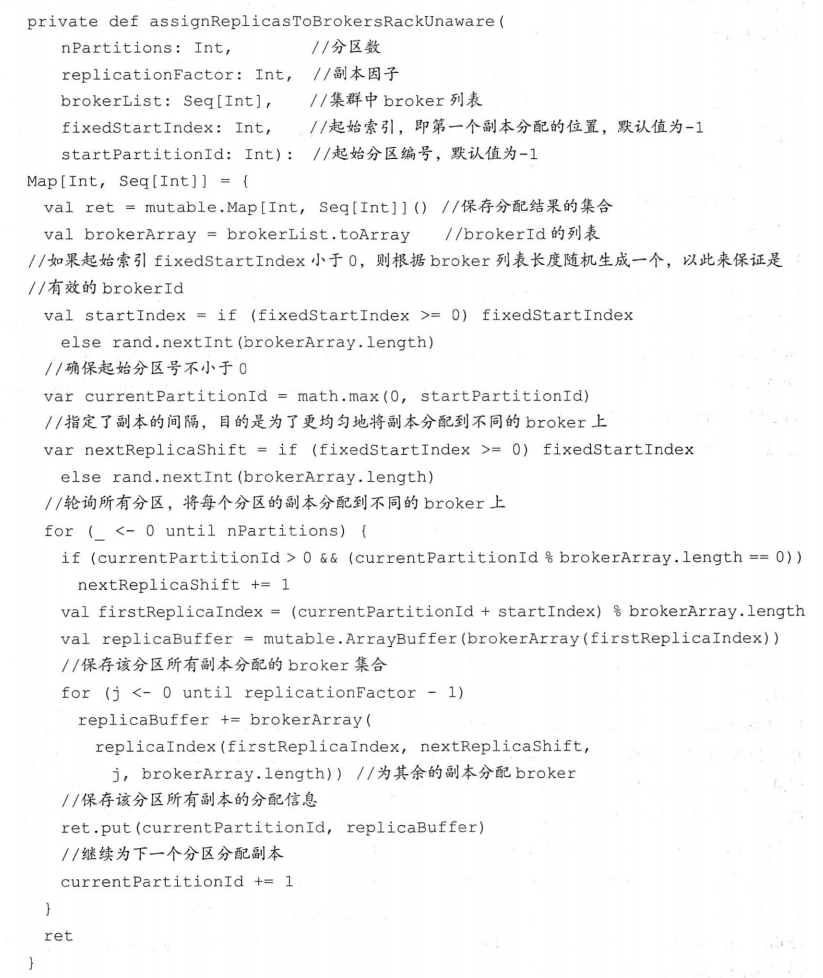 private def assignReplicasToBrokersRackUnaware(
nPartitions: Int, //分区数
replicationFactor: Int, //副本因子
brokerList: Seq[Int], //集群中 broker 列表
fixedStartIndex: Int, //起始索引，即第一个副本分配的位置，默认值为-1
startPartitionId: Int): //起始分区编号，默认值为-1
Map[Int, Seq[Int]] = {
val ret = mutable.Map[Int, Seq[Int]]() //保存分配结果的集合
val brokerArray = brokerList.toArray //brokerId 的列表
//如果起始索引 fixedStartIndex 小于 0，则根据 broker 列表长度随机生成一个，以此来保证是
//有效的 brokerId
val startIndex = if (fixedStartIndex >= 0) fixedStartIndex
else rand.nextInt(brokerArray.length)
//确保起始分区号不小于 0
var currentPartitionId = math.max(0, startPartitionId)
//指定了副本的间隔，目的是为了更均匀地将副本分配到不同的 broker 上
var nextReplicaShift = if (fixedStartIndex >= 0) fixedStartIndex
else rand.nextInt(brokerArray.length)
//轮询所有分区，将每个分区的副本分配到不同的 broker 上
for (_ <- 0 until nPartitions) {
if (currentPartitionId > 0 && (currentPartitionId % brokerArray.length == 0))
nextReplicaShift += 1
val firstReplicaIndex = (currentPartitionId + startIndex) % brokerArray.length
val replicaBuffer = mutable.ArrayBuffer(brokerArray(firstReplicaIndex))
//保存该分区所有副本分配的 broker 集合
for (j <- 0 until replicationFactor - 1)
replicaBuffer += brokerArray(
replicaIndex(firstReplicaIndex, nextReplicaShift,
j, brokerArray.length)) //为其余的副本分配 broker
//保存该分区所有副本的分配信息
ret.put(currentPartitionId, replicaBuffer)
//继续为下一个分区分配副本
currentPartitionId += 1
}
ret
}